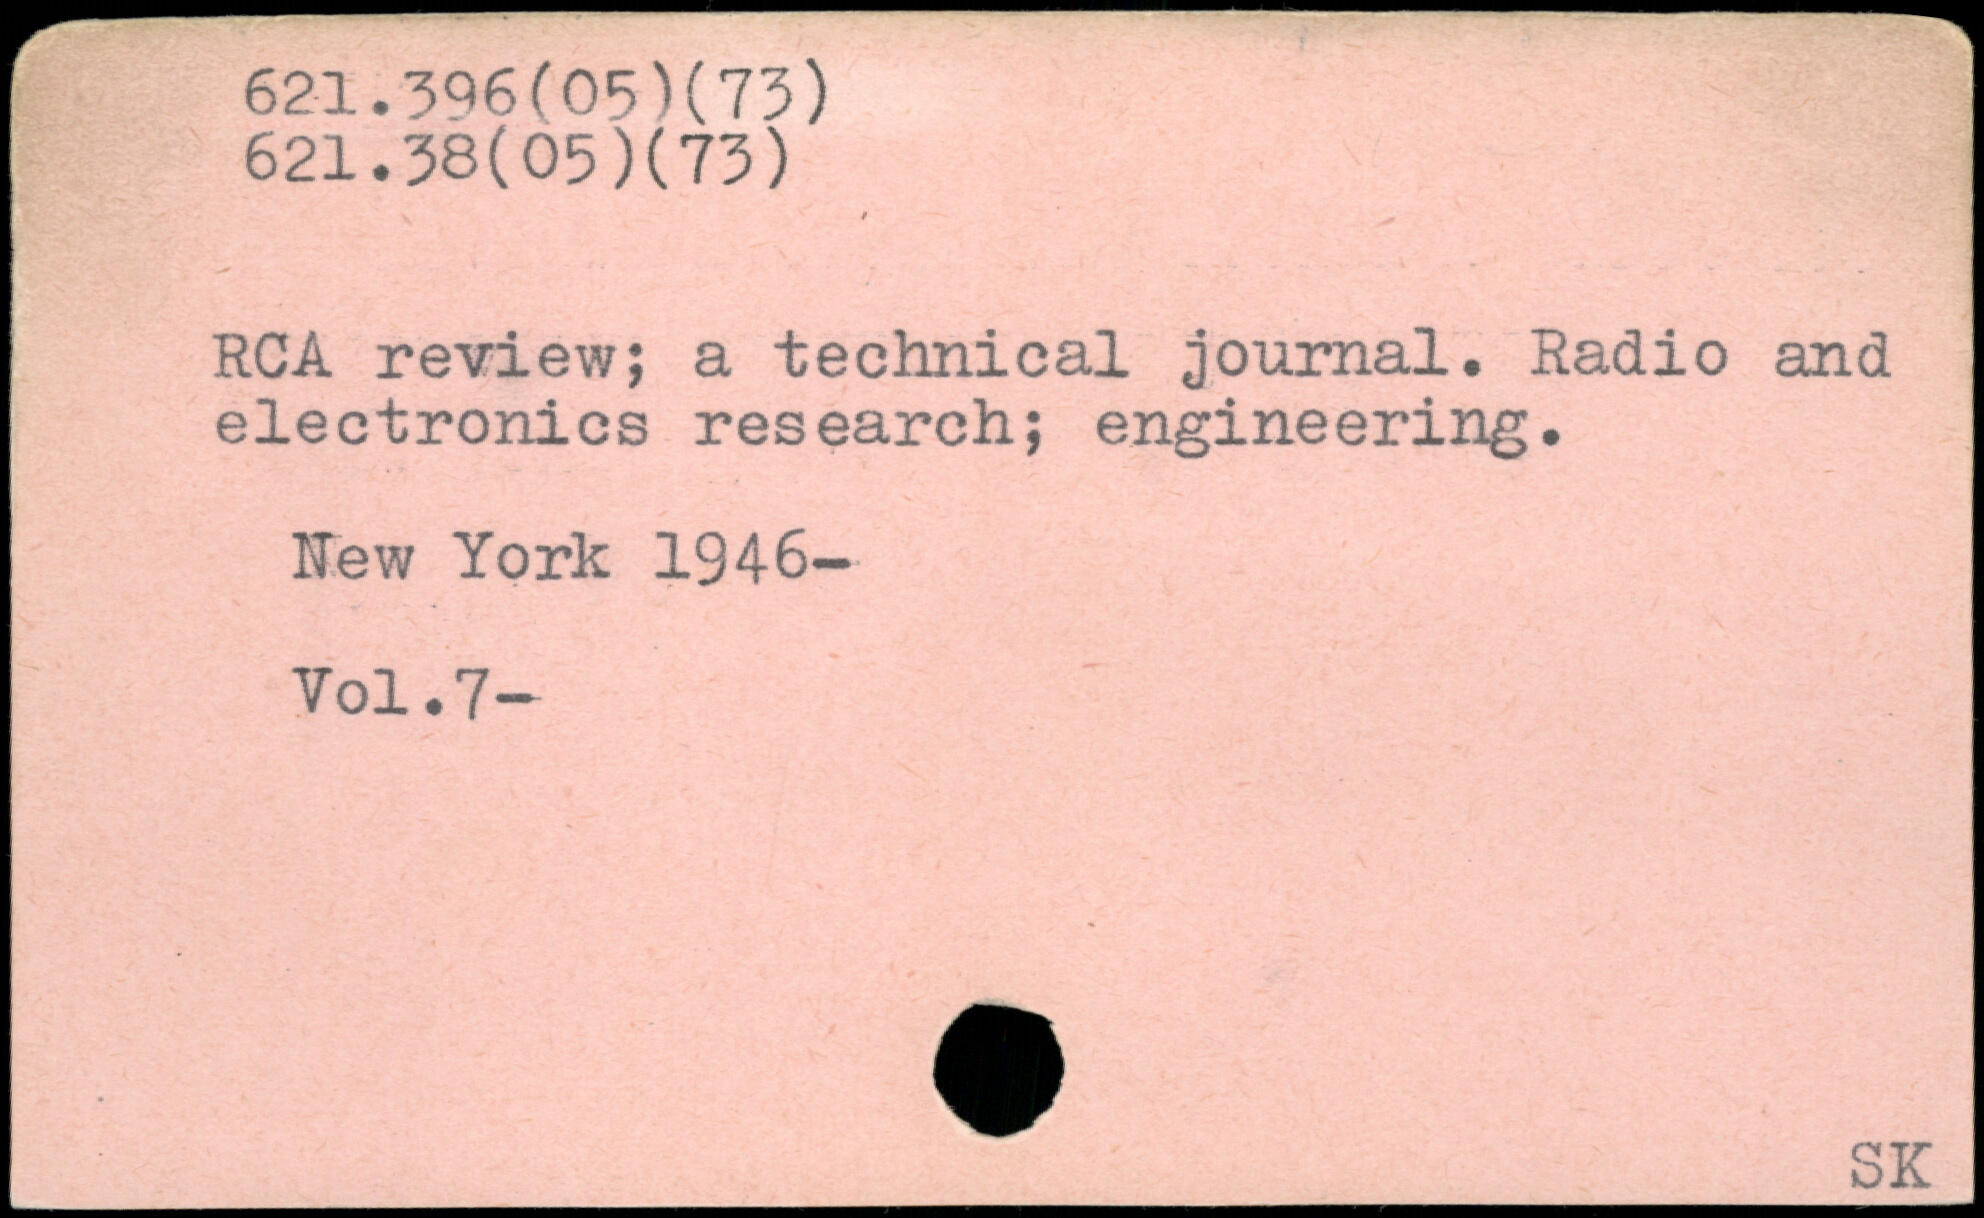 621.396(05)(73)
621.38(05)(73)
RCA review; a technical journal. Radio and
electronics research; engineering.
New York 1946-
Vol.7-
SK